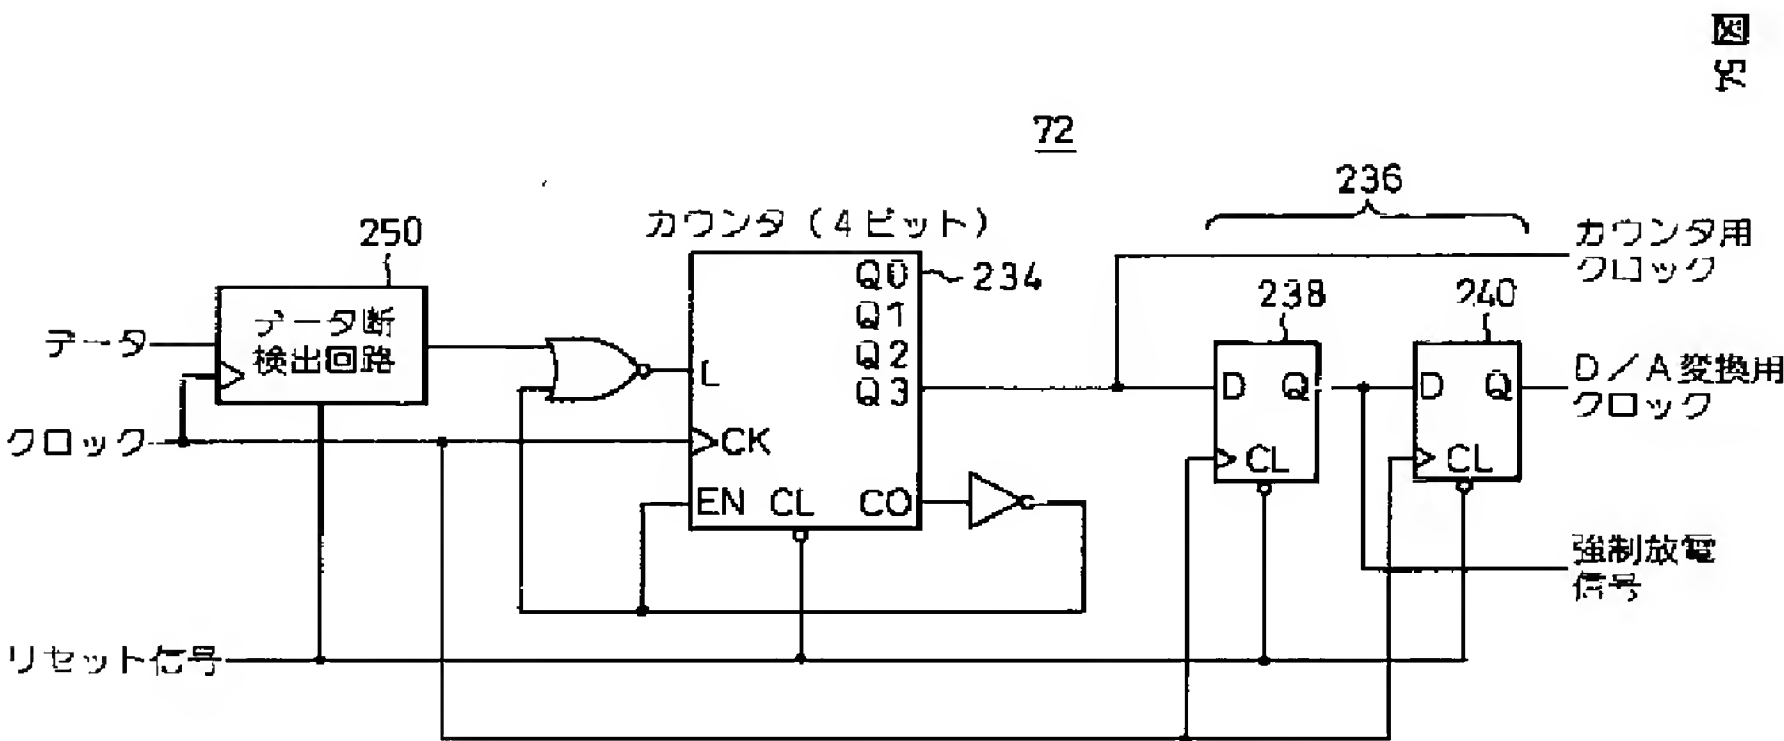 図5
72
236
カウンタ用
クロック
カウンタ(4ビット)
250
234
238
240
データ断
検出回路
データ
Q0
Q1
Q2
Q3
L
D
Q
D
Q
D/A変換用
クロック
クロック
CK
CL
CL
EN
CL
CO
強制放電
信号
リセット信号